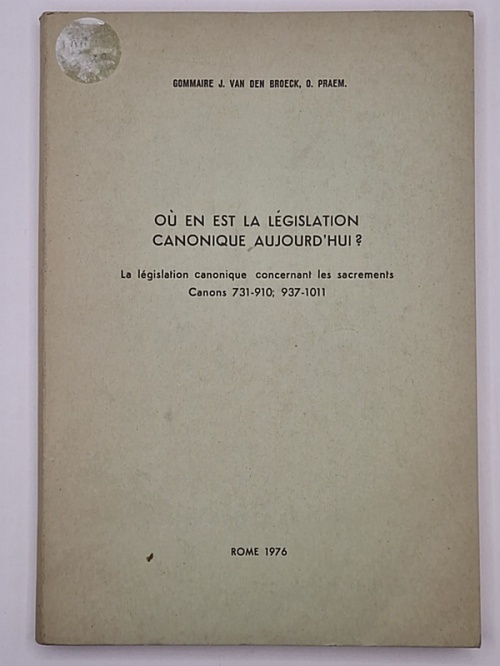 GOMMAIRE J. VAN DEN BROECK, O. PRAEM.
OÙ EN EST LA LÉGISLATION
CANONIQUE AUJOURD'HUI?
La législation canonique concernant les sacrements
Canons 731-910; 937-1011
ROME 1976